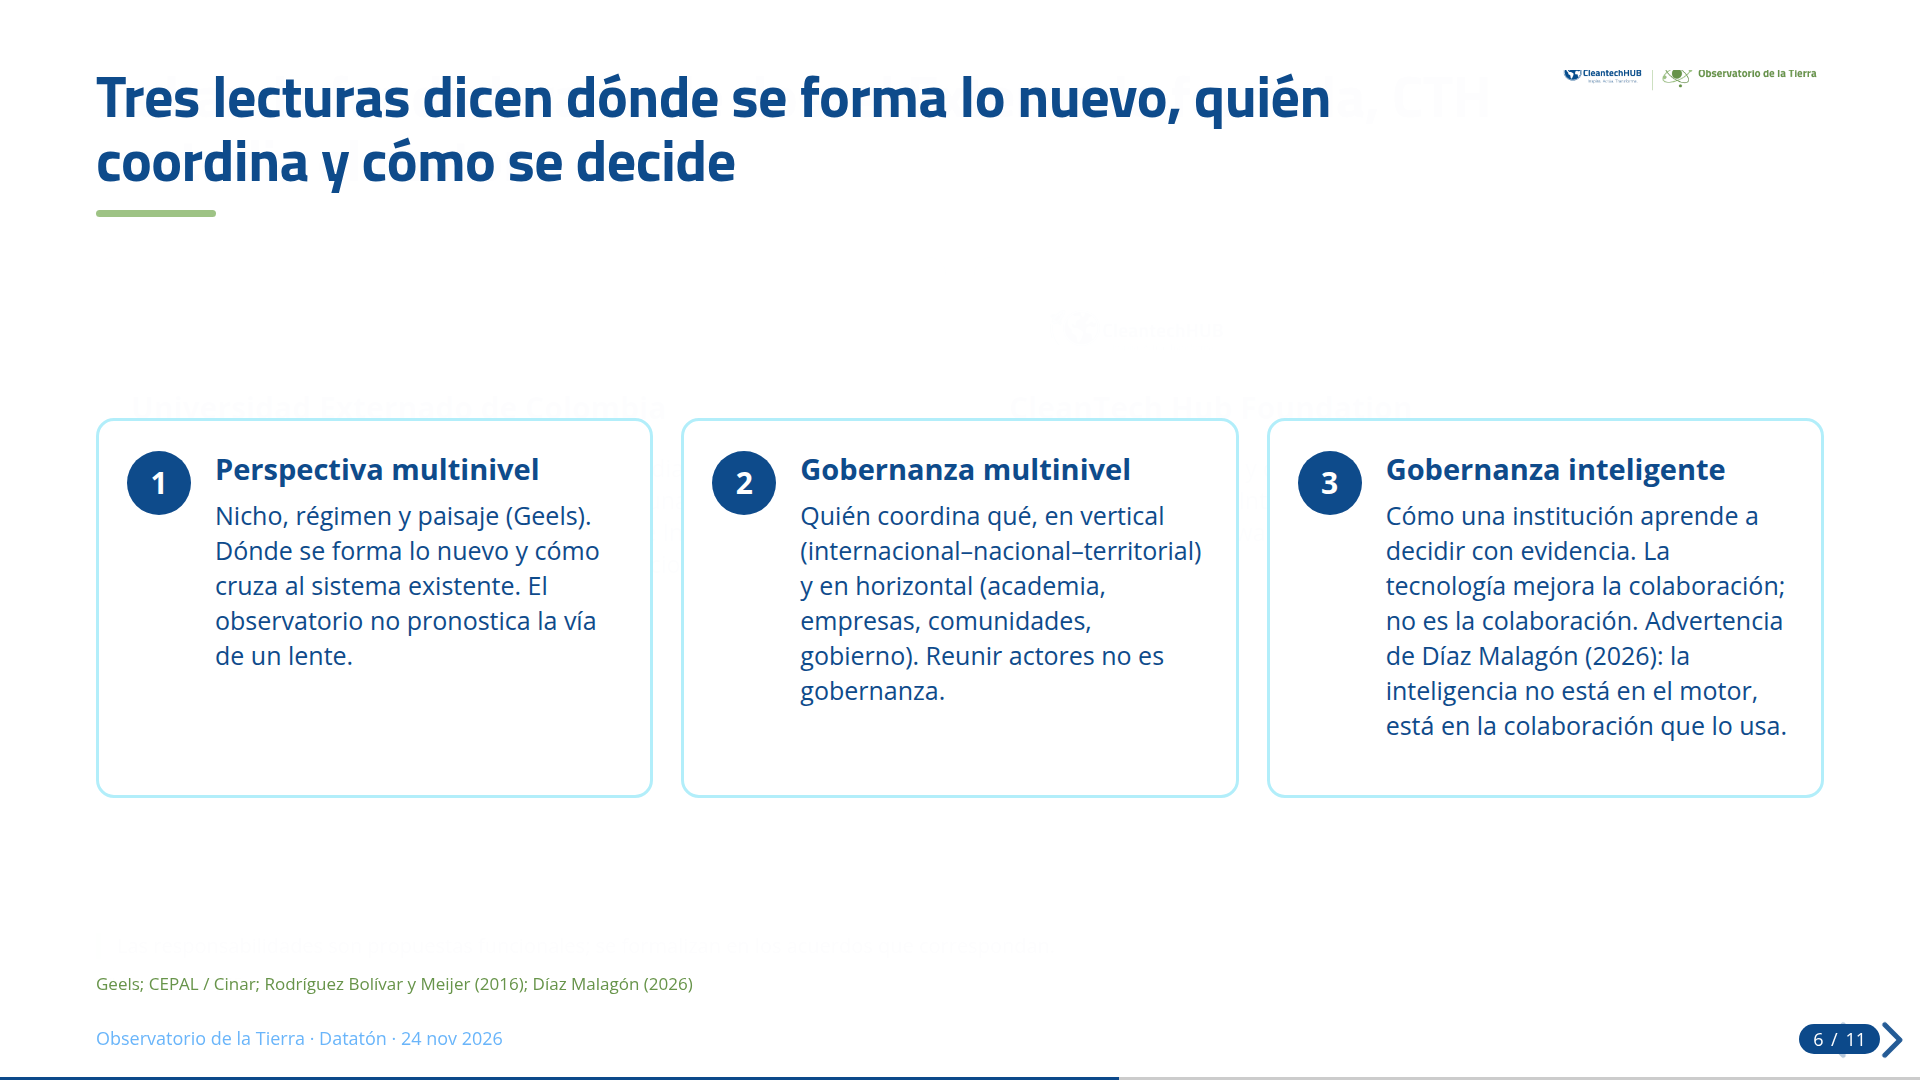 Tres lecturas dicen dónde se forma lo nuevo, quién
coordina y cómo se decide
CleantechHUB
Observatorio de la Tierra
1
Perspectiva multinivel
Nicho, régimen y paisaje (Geels).
Dónde se forma lo nuevo y cómo
cruza al sistema existente. El
observatorio no pronostica la vía
de un lente.
2
Gobernanza multinivel
Quién coordina qué, en vertical
(internacional–nacional–territorial)
y en horizontal (academia,
empresas, comunidades,
gobierno). Reunir actores no es
gobernanza.
3
Gobernanza inteligente
Cómo una institución aprende a
decidir con evidencia. La
tecnología mejora la colaboración;
no es la colaboración. Advertencia
de Díaz Malagón (2026): la
inteligencia no está en el motor,
está en la colaboración que lo usa.
Geels; CEPAL / Cinar; Rodríguez Bolívar y Meijer (2016); Díaz Malagón (2026)
Observatorio de la Tierra · Datatón · 24 nov 2026
6 / 11